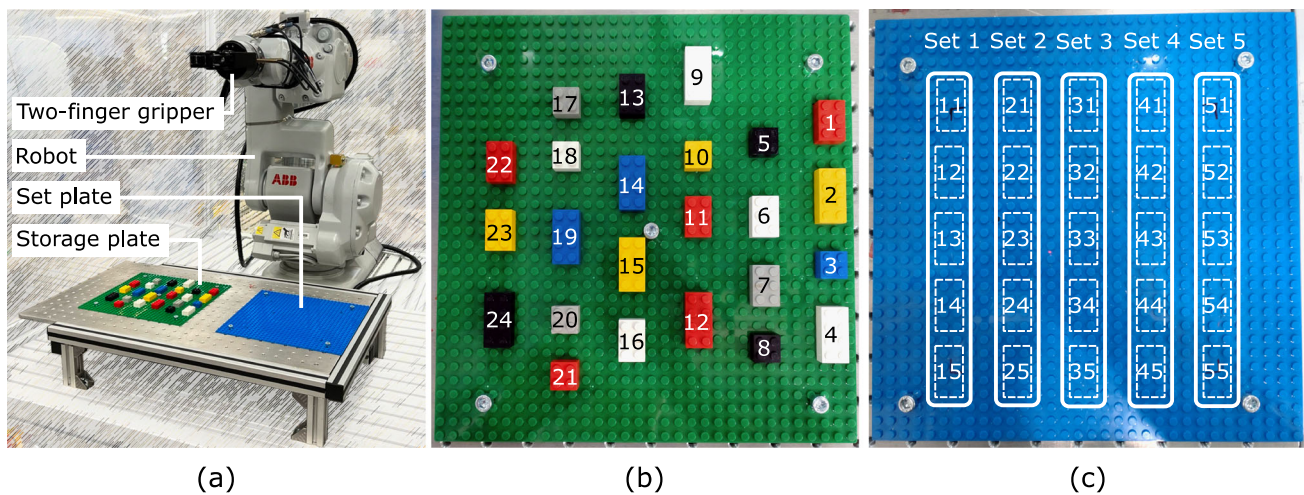 Two-finger gripper
Robot
Set plate
Storage plate
ABB
ABB
(a)
9
17
13
1
5
18
10
22
14
2
11
6
23
19
15
3
7
24
20
12
4
16
8
21
(b)
Set 1 Set 2 Set 3 Set 4 Set 5
11 21 31 41 51
12 22 32 42 52
13 23 33 43 53
14 24 34 44 54
15 25 35 45 55
(c)